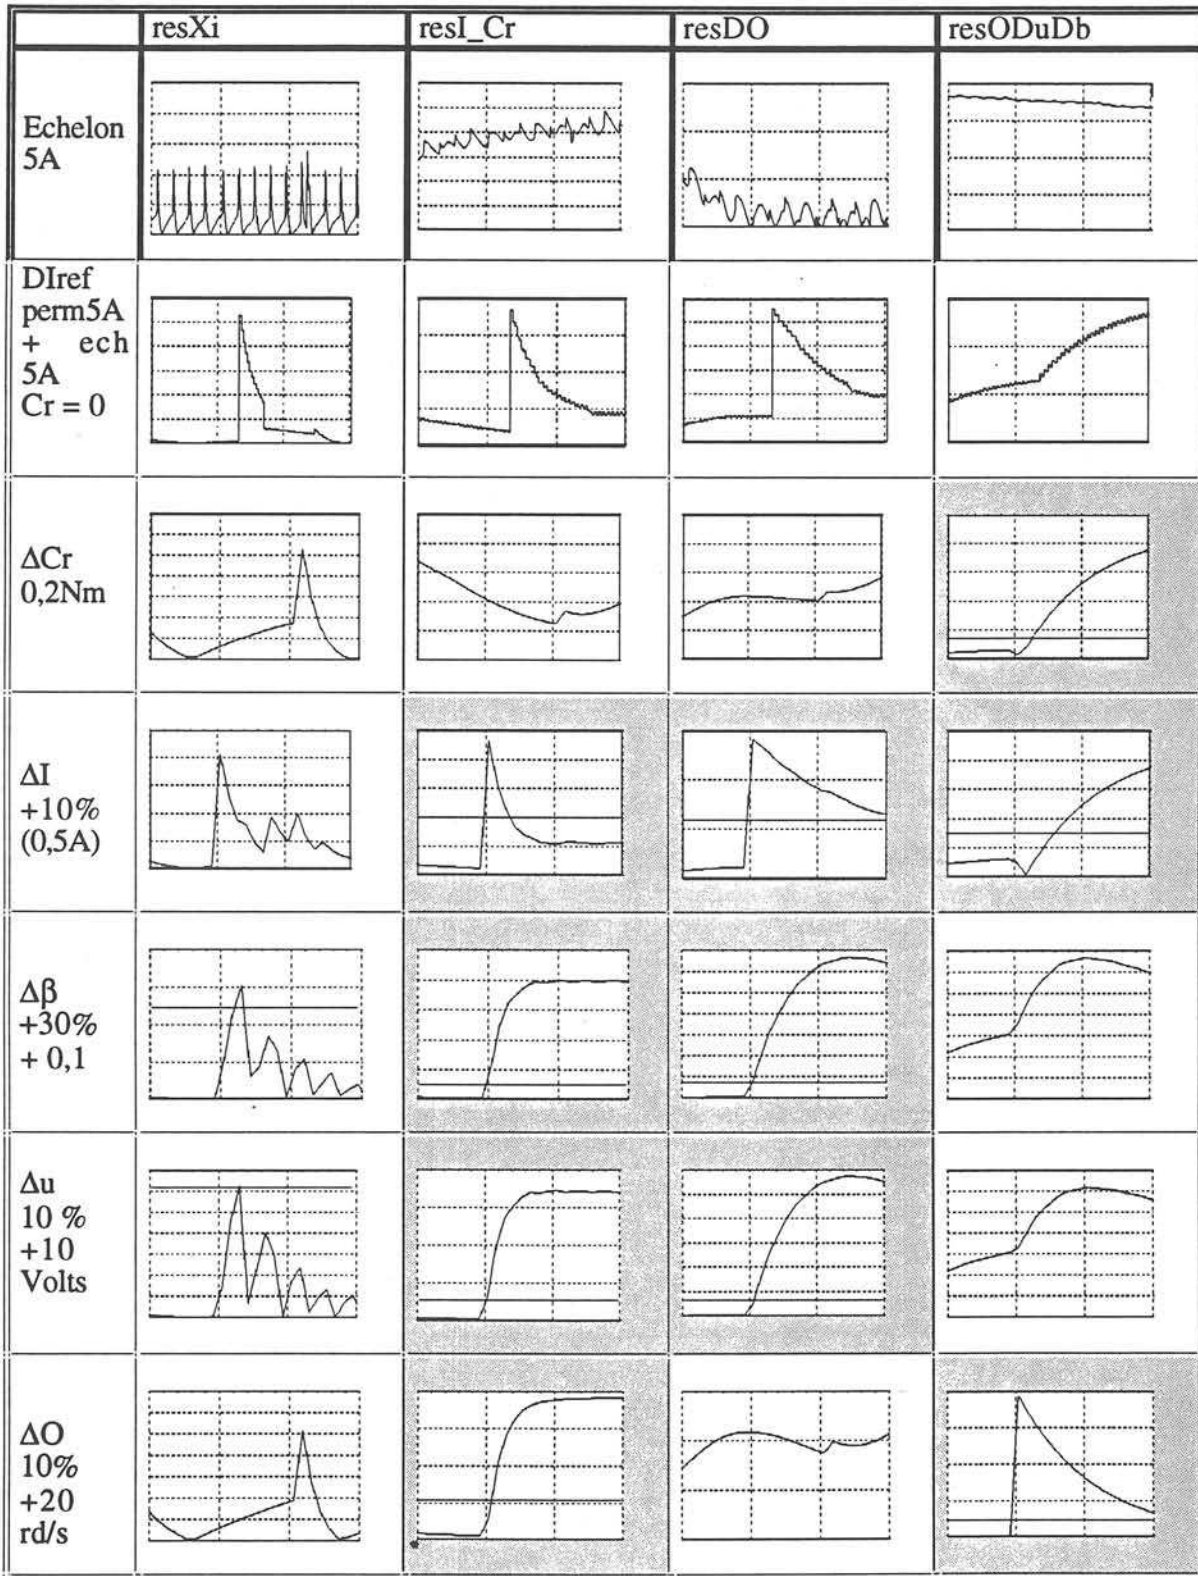 resXi resI_Cr resDO resODuDb
Echelon
5A
DIref
perm5A
+ ech
5A
Cr = 0
ΔCr
0,2Nm
ΔI
+10%
(0,5A)
Δβ
+30%
+ 0,1
Δu
10 %
+10
Volts
ΔO
10%
+20
rd/s